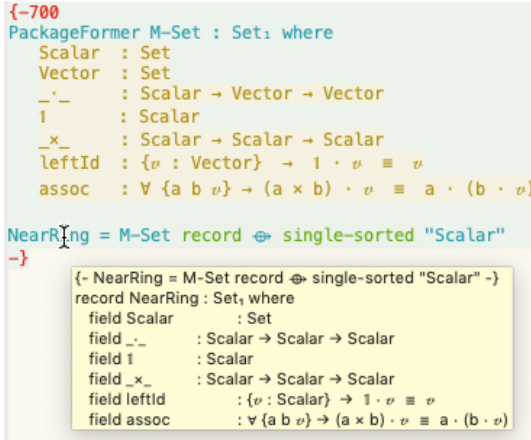 {-700
PackageFormer M-Set : Set₁ where
Scalar : Set
Vector : Set
_·_ : Scalar → Vector → Vector
𝟙 : Scalar
_×_ : Scalar → Scalar → Scalar
leftId : {𝓋 : Vector} → 𝟙 · 𝓋 ≡ 𝓋
assoc : ∀ {a b 𝓋} → (a × b) · 𝓋 ≡ a · (b · 𝓋)
NearRing = M-Set record ⟴ single-sorted "Scalar"
-}
{- NearRing = M-Set record ⟴ single-sorted "Scalar" -}
record NearRing : Set₁ where
field Scalar : Set
field _·_ : Scalar → Scalar → Scalar
field 𝟙 : Scalar
field _×_ : Scalar → Scalar → Scalar
field leftId : {𝓋 : Scalar} → 𝟙 · 𝓋 ≡ 𝓋
field assoc : ∀ {a b 𝓋} → (a × b) · 𝓋 ≡ a · (b · 𝓋)